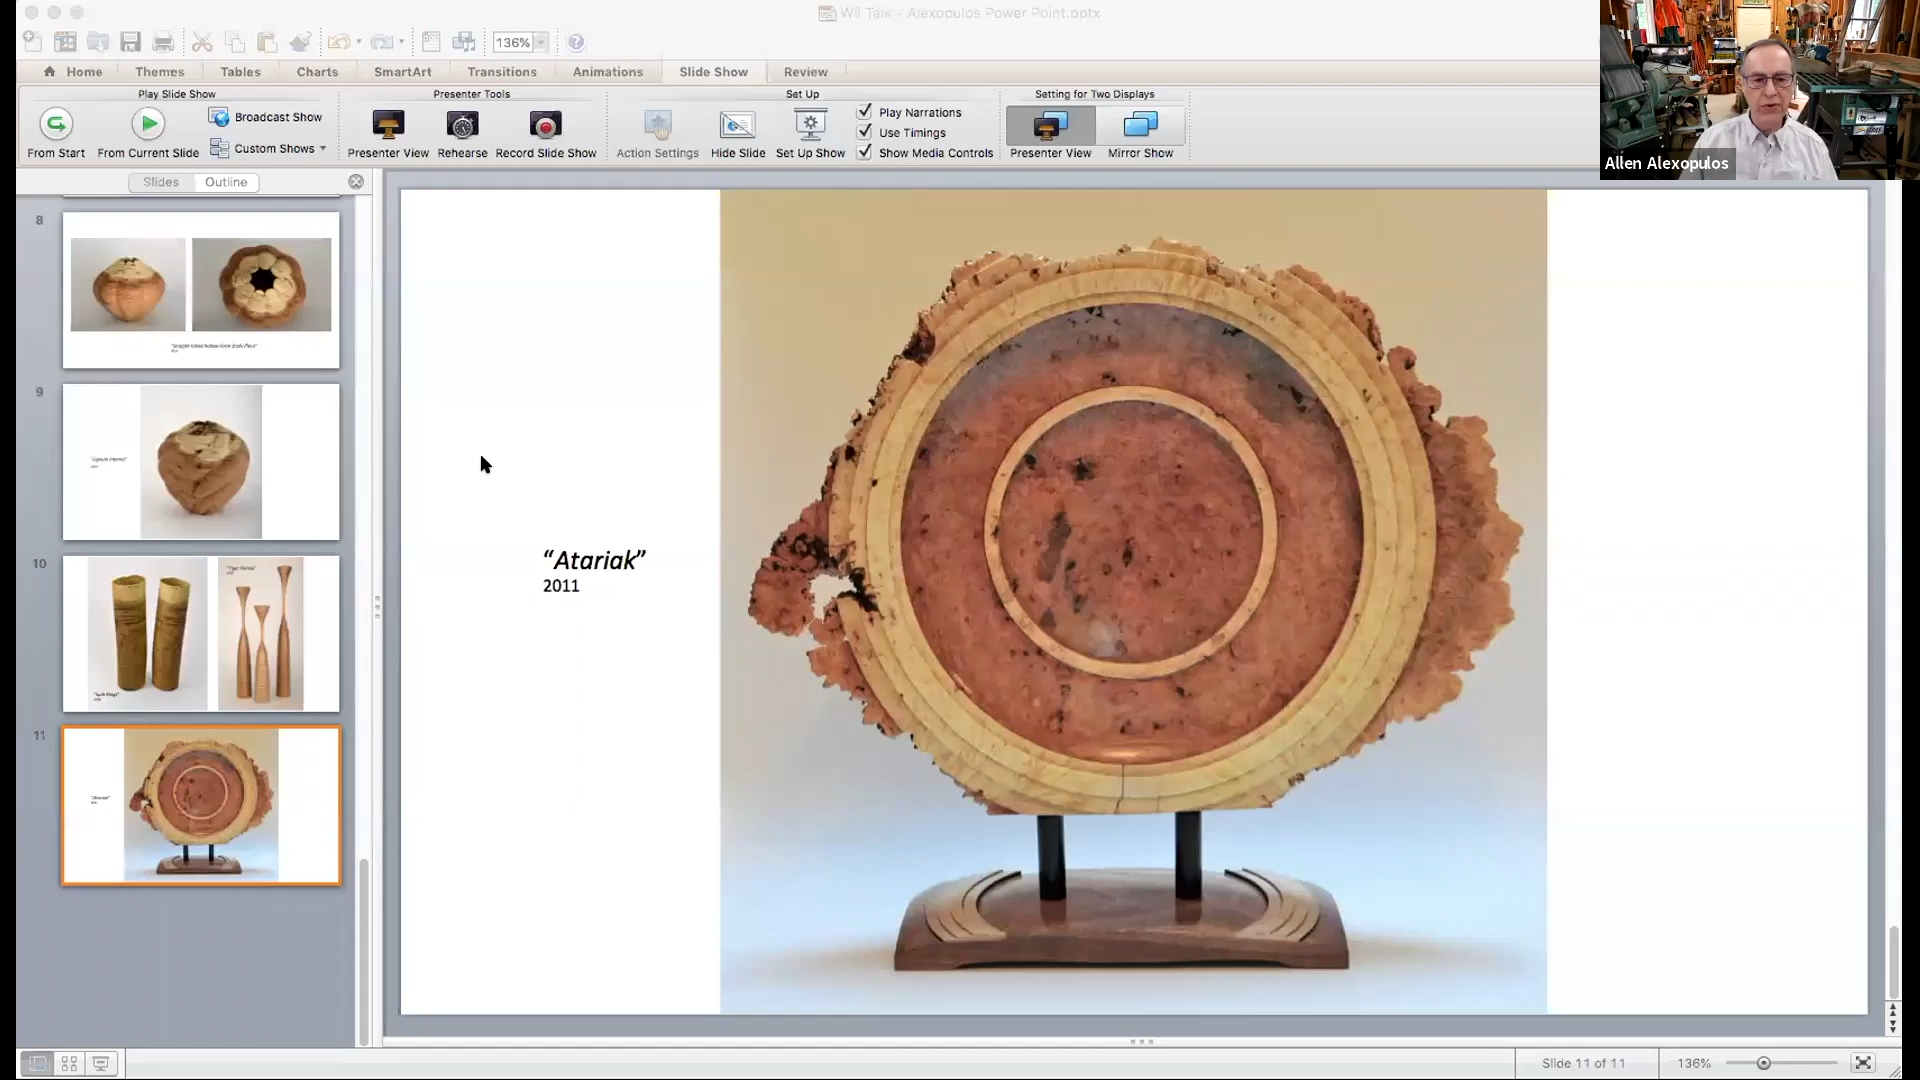 Wil Talk - Alexopulos Power Point.pptx
136%
Home Themes Tables Charts SmartArt Transitions Animations Slide Show Review
Play Slide Show Presenter Tools Set Up Setting for Two Displays
Broadcast Show
Custom Shows
From Start From Current Slide
Presenter View Rehearse Record Slide Show
Action Settings Hide Slide Set Up Show
Play Narrations
Use Timings
Show Media Controls
Presenter View Mirror Show
Allen Alexopulos
Slides Outline
8
9
10
11
“Atariak”
2011
Slide 11 of 11 136%